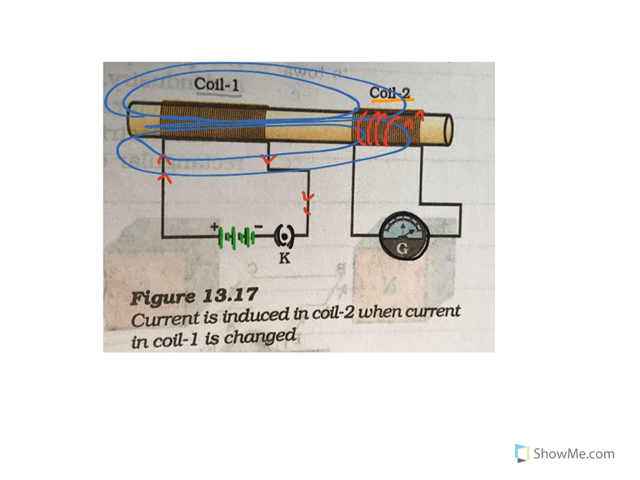 Coil-1
Coil-2
+
−
K
G
Figure 13.17
Current is induced in coil-2 when current
in coil-1 is changed
ShowMe.com